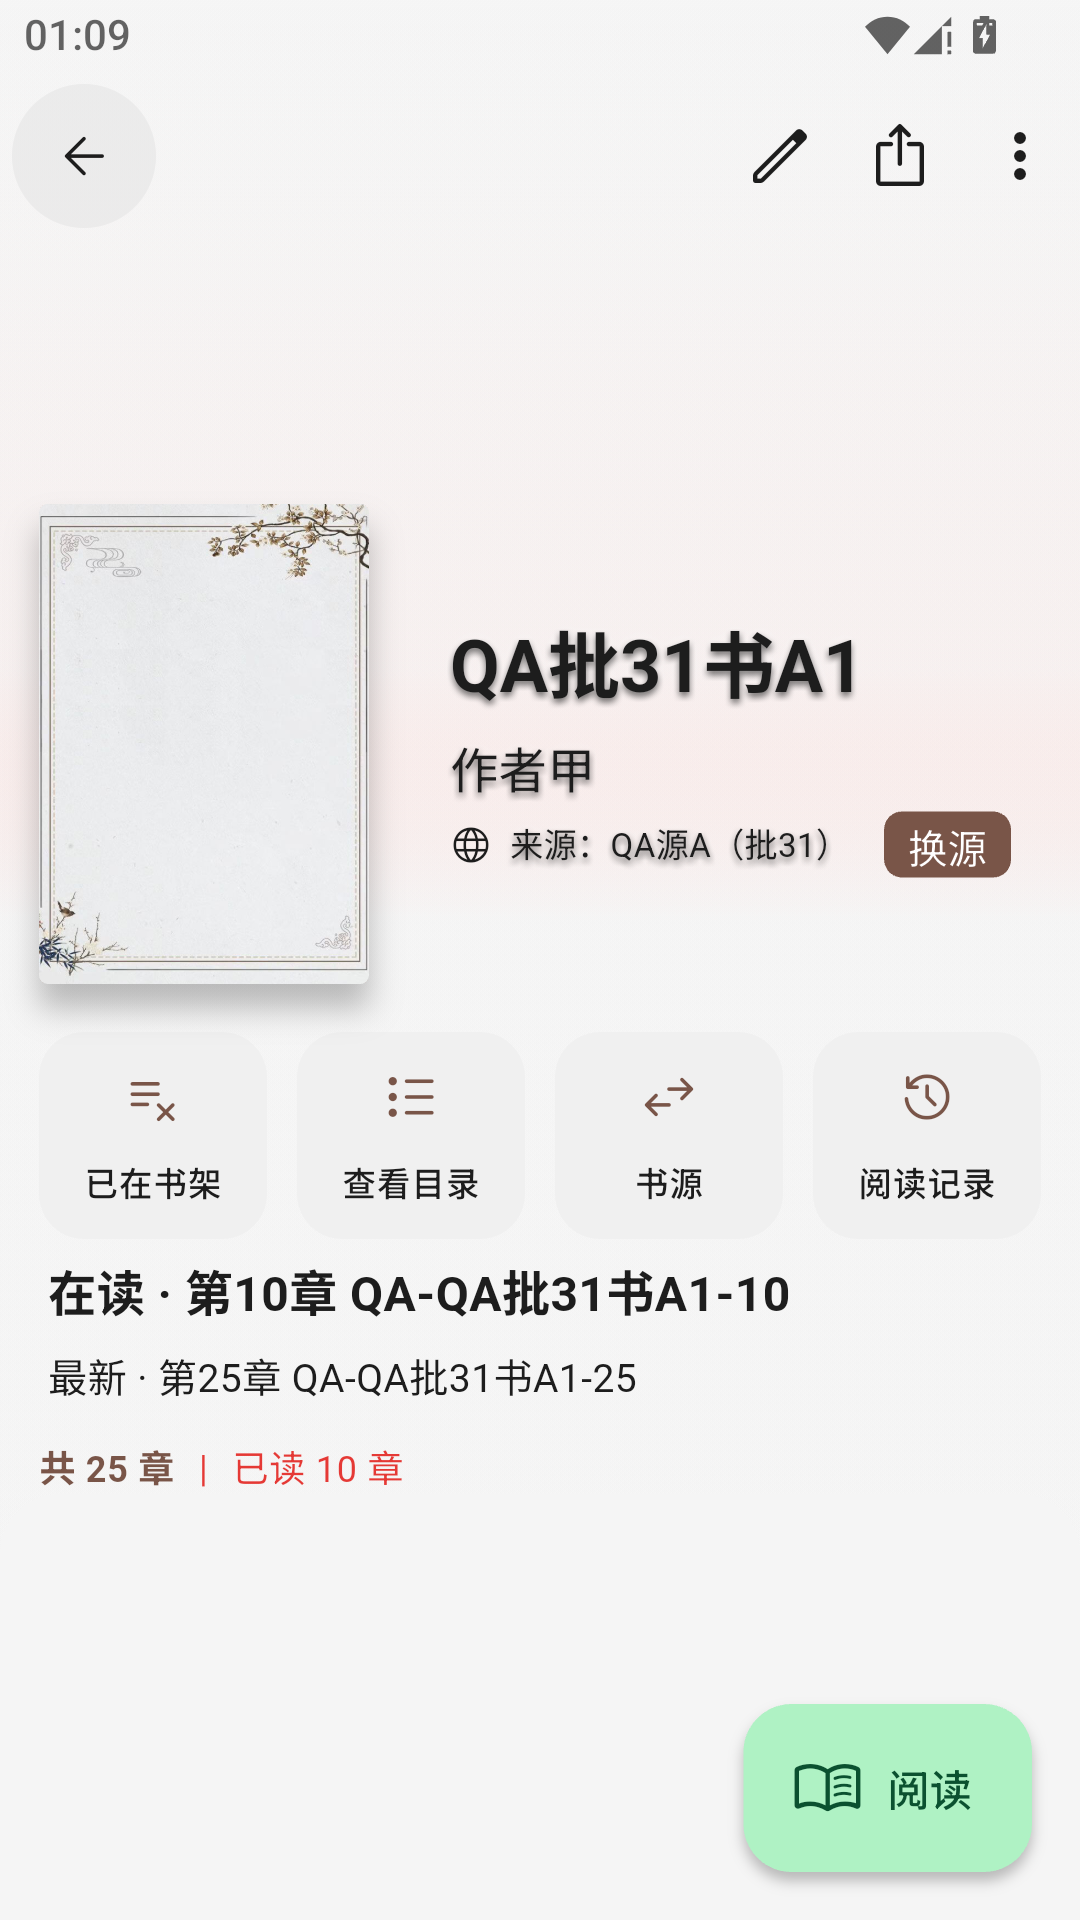 01:09
QA批31书A1
作者甲
来源：QA源A（批31）
换源
已在书架
查看目录
书源
阅读记录
在读 · 第10章 QA-QA批31书A1-10
最新 · 第25章 QA-QA批31书A1-25
共 25 章 | 已读 10 章
阅读